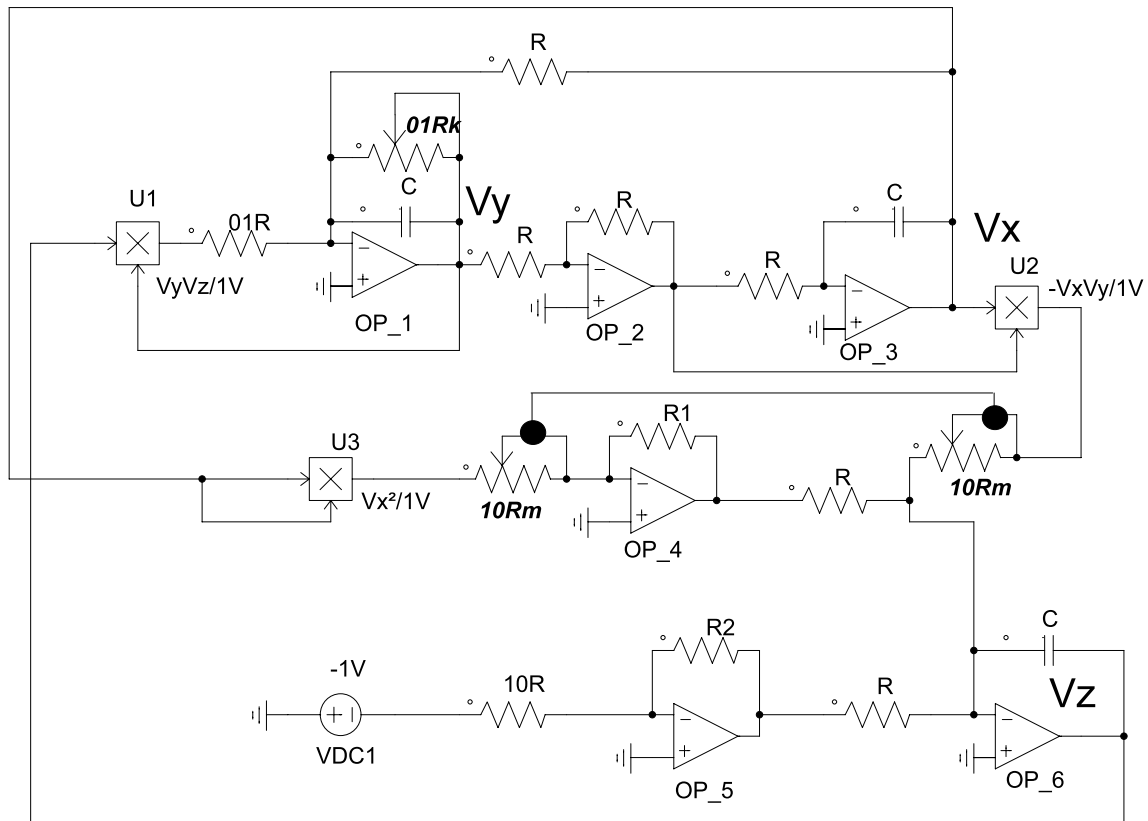 R
01Rk
C
Vy
U1
01R
VyVz/1V
OP_1
R
R
OP_2
R
C
Vx
OP_3
U2
-VxVy/1V
U3
Vx²/1V
10Rm
R1
OP_4
R
10Rm
-1V
VDC1
10R
R2
OP_5
R
C
Vz
OP_6